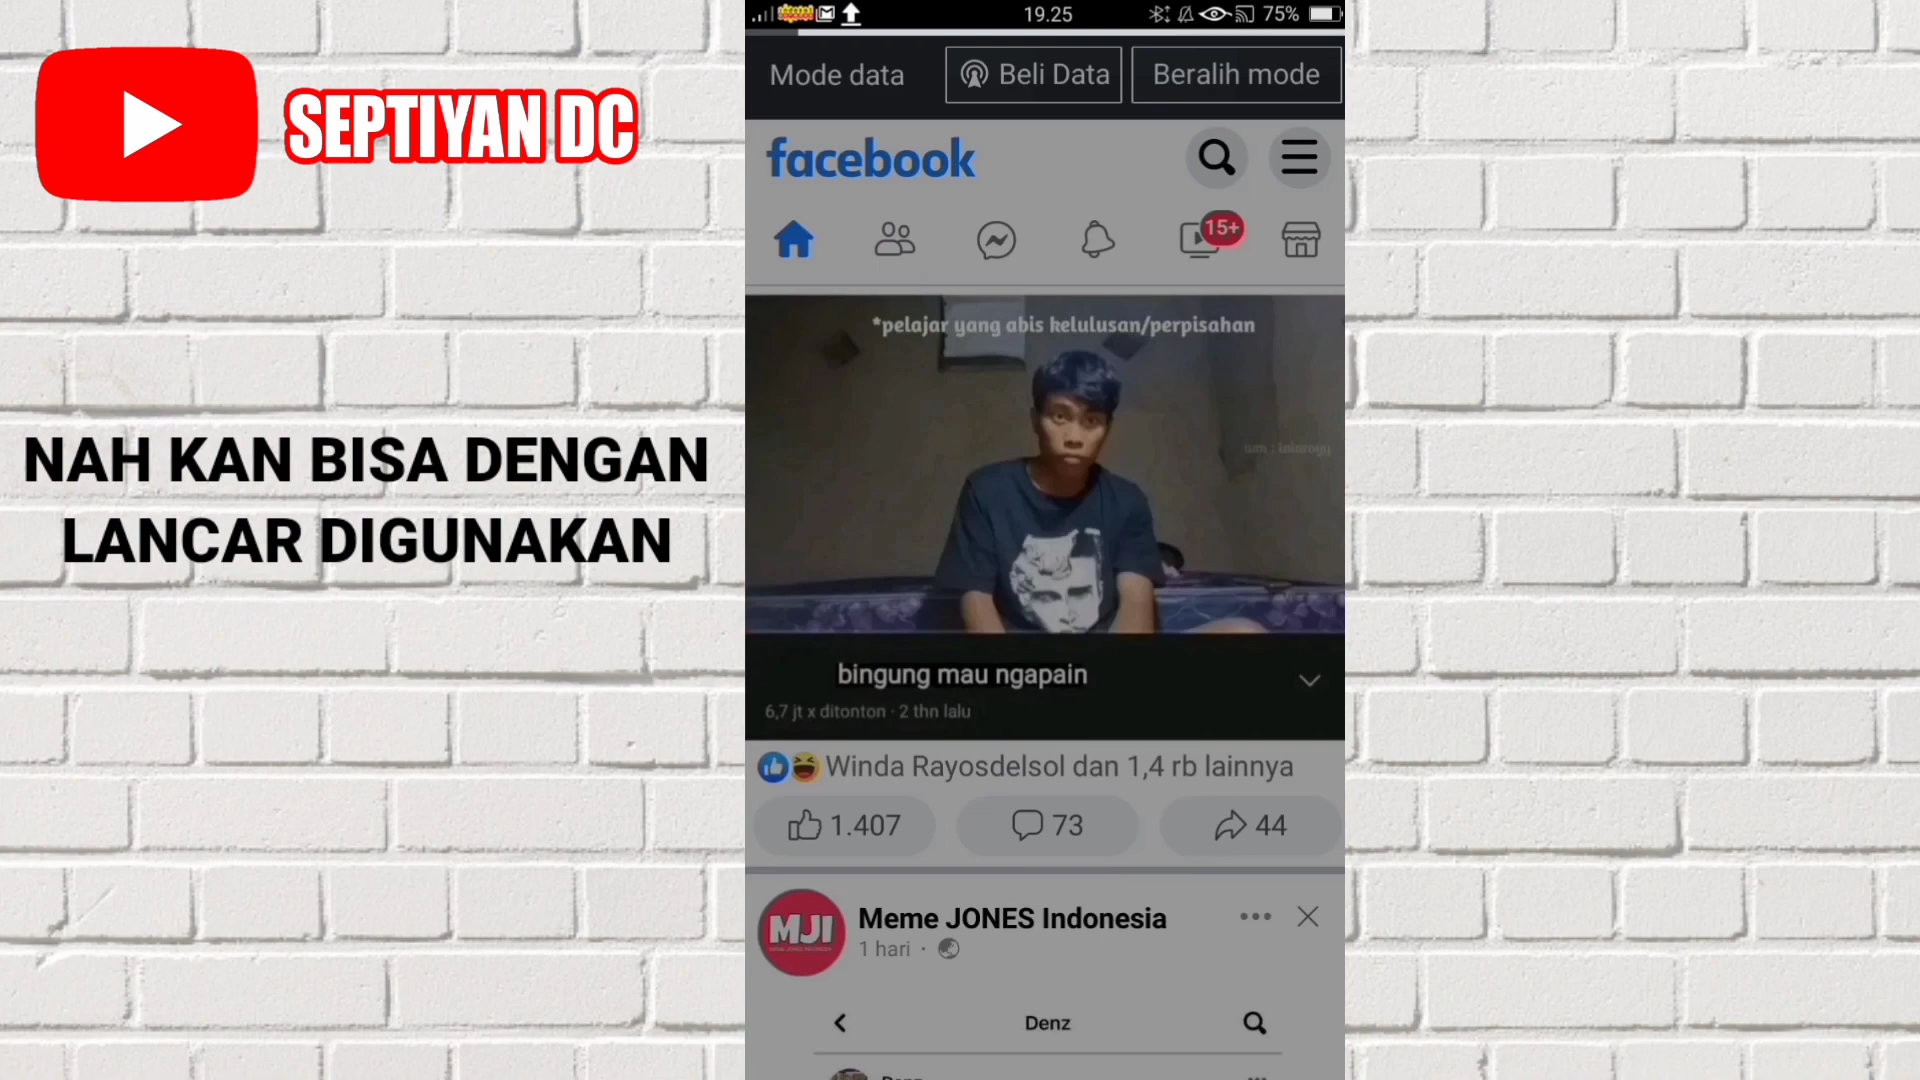 SEPTIYAN DC
NAH KAN BISA DENGAN
LANCAR DIGUNAKAN
19.25
75%
Mode data
Beli Data
Beralih mode
facebook
15+
*pelajar yang abis kelulusan/perpisahan
bingung mau ngapain
6,7 jt x ditonton · 2 thn lalu
Winda Rayosdelsol dan 1,4 rb lainnya
1.407
73
44
MJI
Meme JONES Indonesia
1 hari ·
Denz